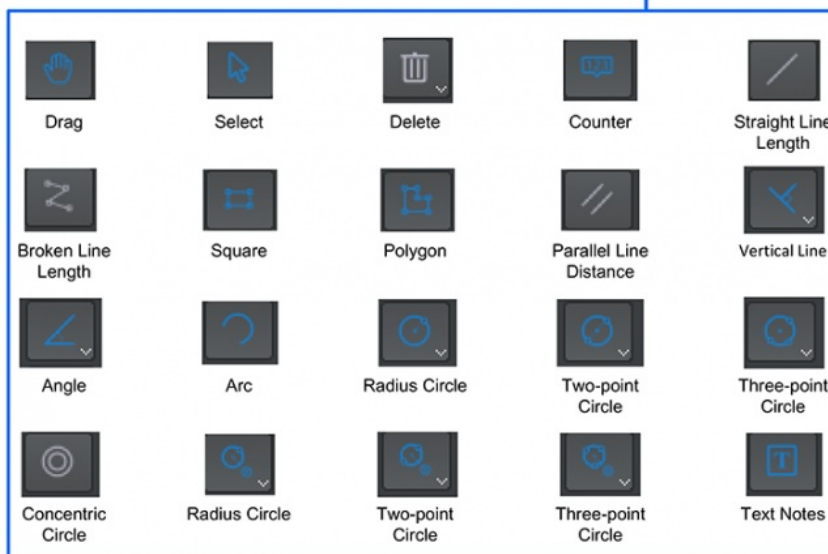 Drag
Select
Delete
123
Counter
Straight Line
Length
Broken Line
Length
Square
Polygon
Parallel Line
Distance
Vertical Line
Angle
Arc
Radius Circle
Two-point
Circle
Three-point
Circle
Concentric
Circle
Radius Circle
Two-point
Circle
Three-point
Circle
T
Text Notes